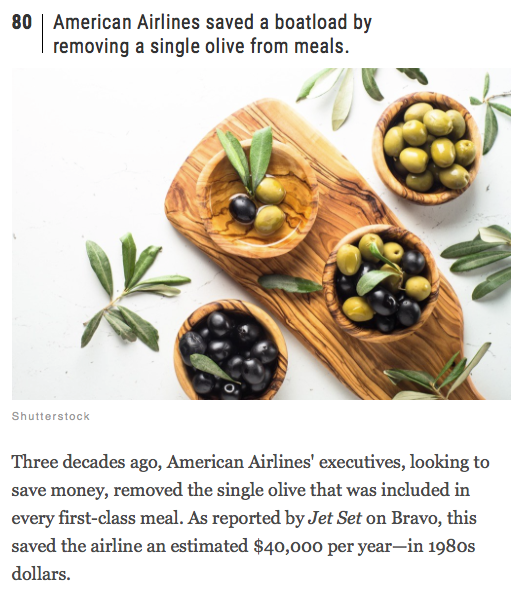 80 American Airlines saved a boatload by
removing a single olive from meals.
Shutterstock
Three decades ago, American Airlines' executives, looking to
save money, removed the single olive that was included in
every first-class meal. As reported by Jet Set on Bravo, this
saved the airline an estimated $40,000 per year—in 1980s
dollars.